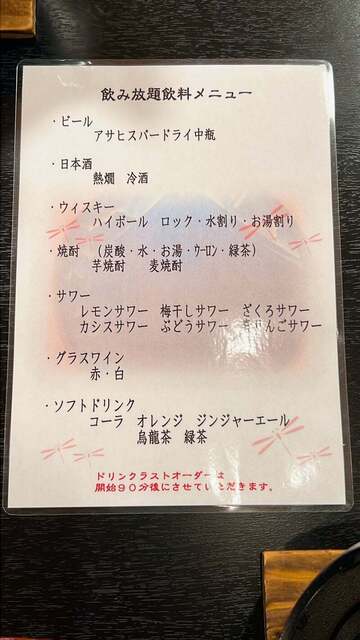 飲み放題飲料メニュー
・ビール
アサヒスパードライ中瓶
・日本酒
熱燗 冷酒
・ウィスキー
ハイボール ロック・水割り・お湯割り
・焼酎 (炭酸・水・お湯・ウーロン・緑茶)
芋焼酎 麦焼酎
・サワー
レモンサワー 梅干しサワー ざくろサワー
カシスサワー ぶどうサワー 青りんごサワー
・グラスワイン
赤・白
・ソフトドリンク
コーラ オレンジ ジンジャーエール
烏龍茶 緑茶
ドリンクラストオーダーは
開始90分後にさせていただきます。